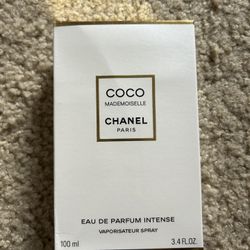 COCO
MADEMOISELLE
CHANEL
PARIS
EAU DE PARFUM INTENSE
VAPORISATEUR SPRAY
100 ml 3.4 FL.OZ.